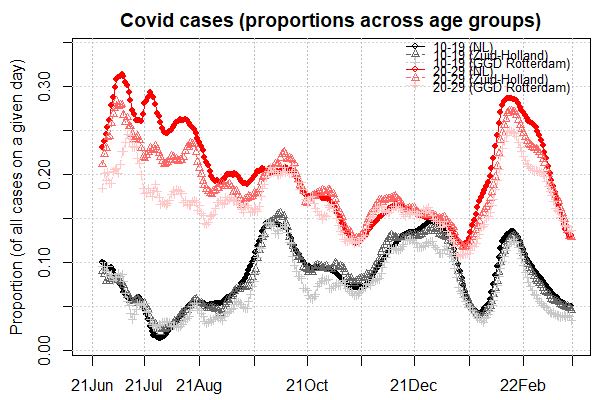 Covid cases (proportions across age groups)
10-19 (NL)
10-19 (Zuid-Holland)
10-19 (GGD Rotterdam)
20-29 (NL)
20-29 (Zuid-Holland)
20-29 (GGD Rotterdam)
Proportion (of all cases on a given day)
0.30
0.20
0.10
0.00
21Jun 21Jul 21Aug 21Oct 21Dec 22Feb